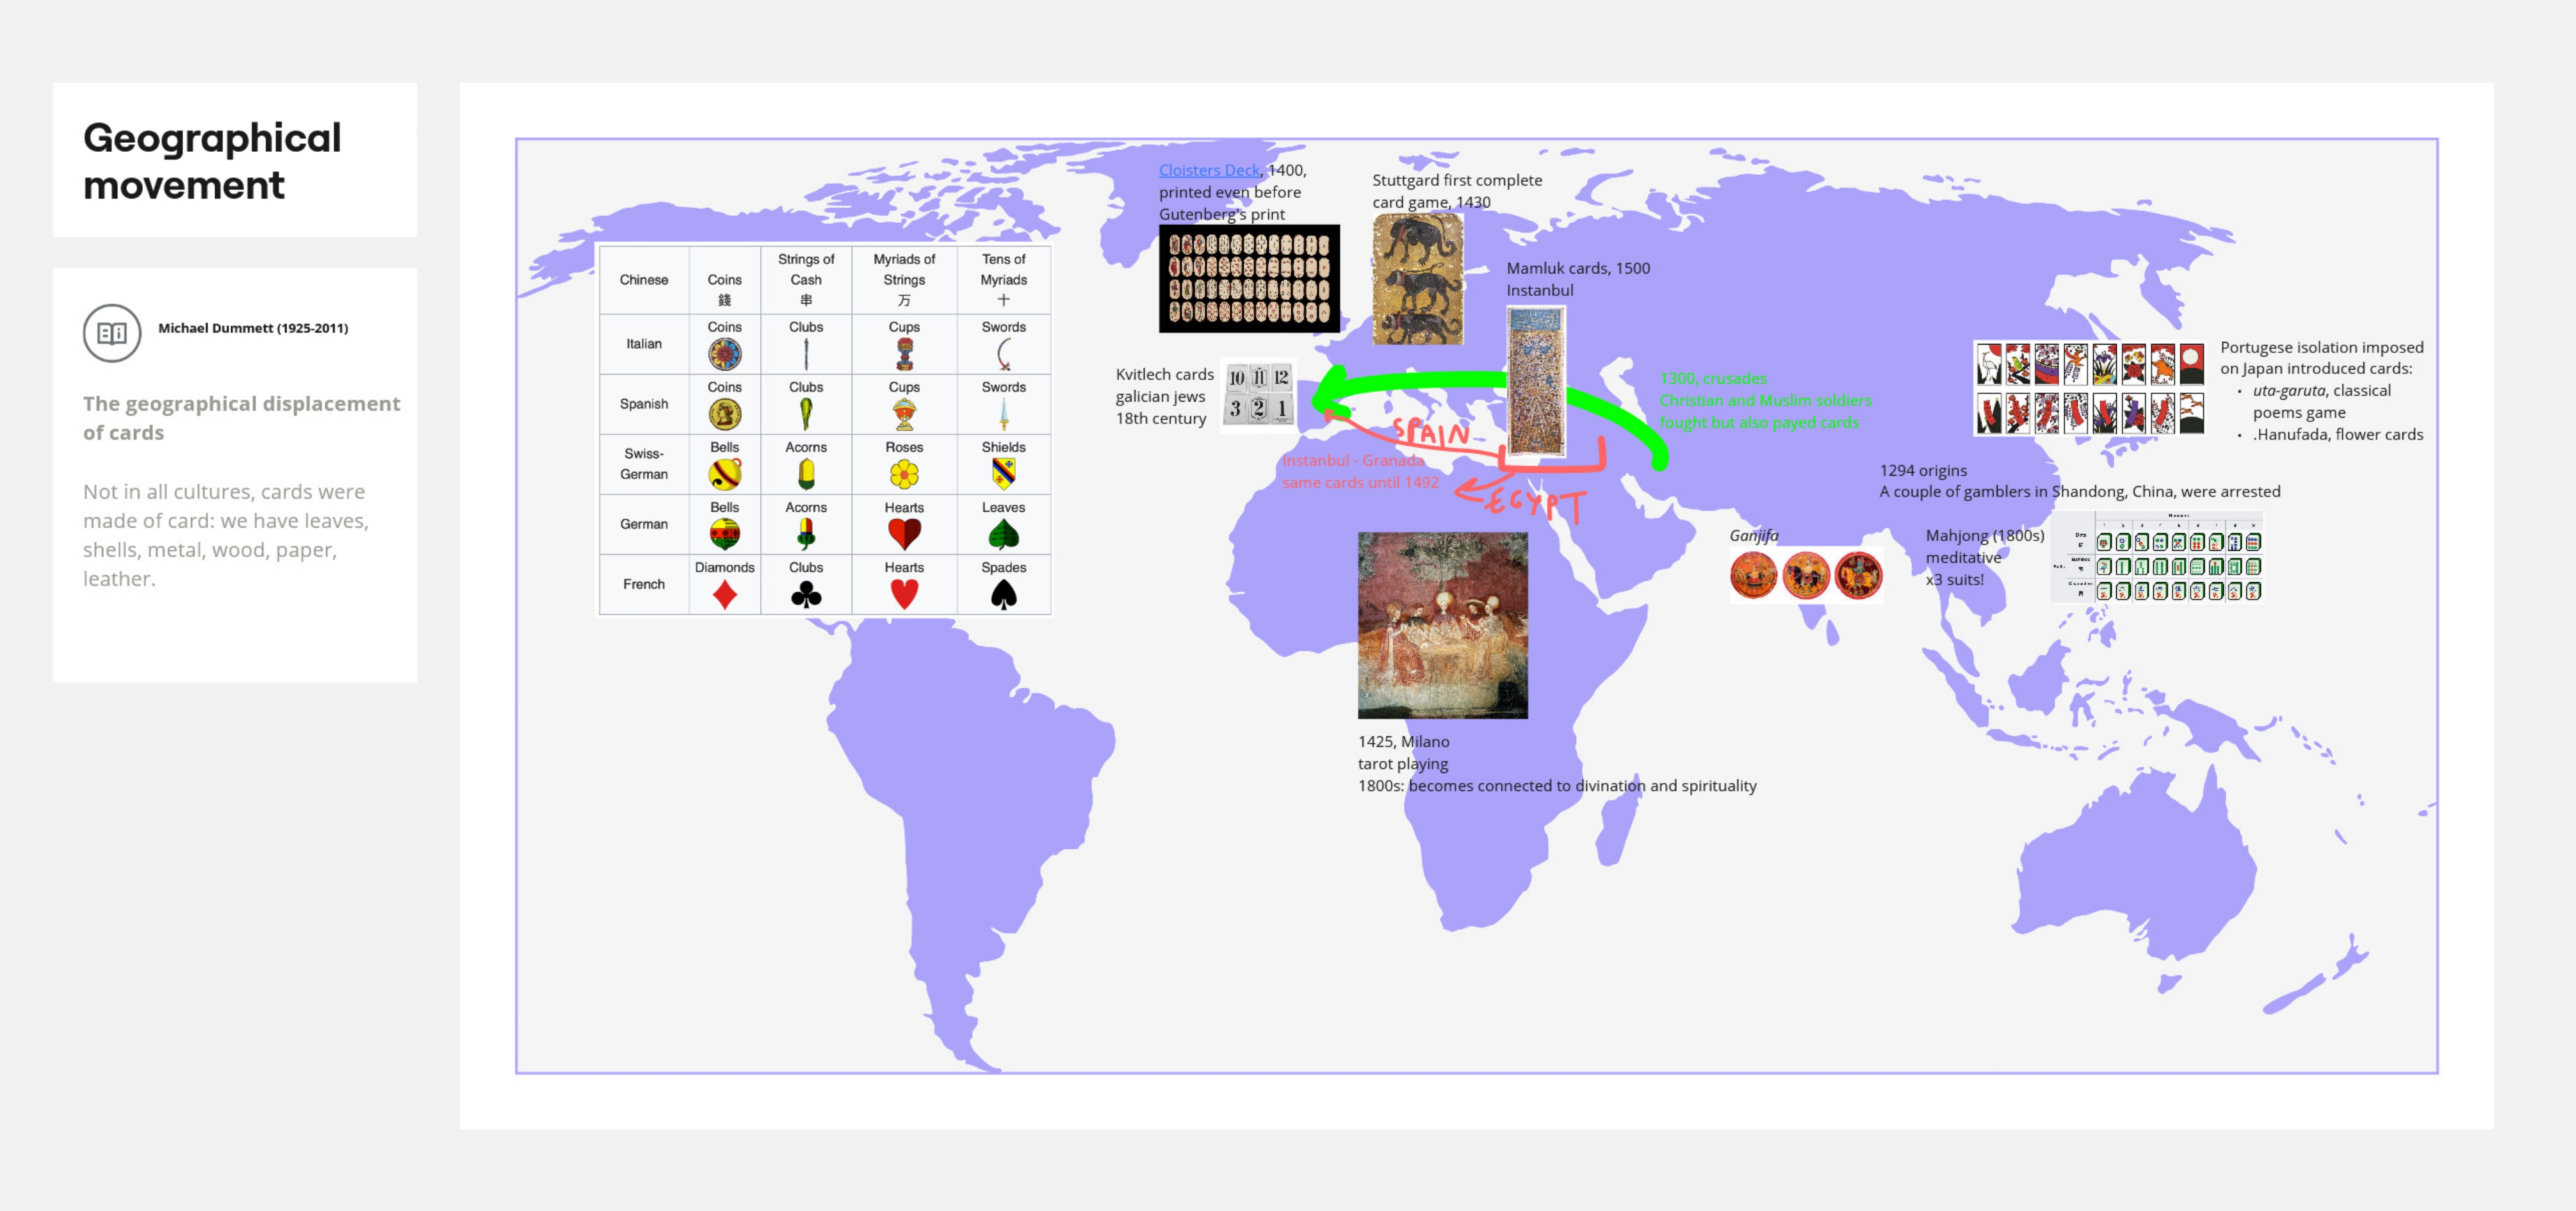 Geographical
movement
Michael Dummett (1925-2011)
The geographical displacement
of cards
Not in all cultures, cards were
made of card: we have leaves,
shells, metal, wood, paper,
leather.
Chinese
Coins
錢
Strings of
Cash
串
Myriads of
Strings
万
Tens of
Myriads
十
Italian
Coins
Clubs
Cups
Swords
Spanish
Coins
Clubs
Cups
Swords
Swiss-
German
Bells
Acorns
Roses
Shields
German
Bells
Acorns
Hearts
Leaves
French
Diamonds
Clubs
Hearts
Spades
Cloisters Deck, 1400,
printed even before
Gutenberg's print
Stuttgard first complete
card game, 1430
Mamluk cards, 1500
Instanbul
Kvitlech cards
galician jews
18th century
10 11 12
3 2 1
1300, crusades
Christian and Muslim soldiers
fought but also payed cards
SPAIN
Instanbul - Granada
same cards until 1492
EGYPT
1425, Milano
tarot playing
1800s: becomes connected to divination and spirituality
Portugese isolation imposed
on Japan introduced cards:
• uta-garuta, classical
poems game
• .Hanufada, flower cards
1294 origins
A couple of gamblers in Shandong, China, were arrested
Ganjifa
Mahjong (1800s)
meditative
x3 suits!